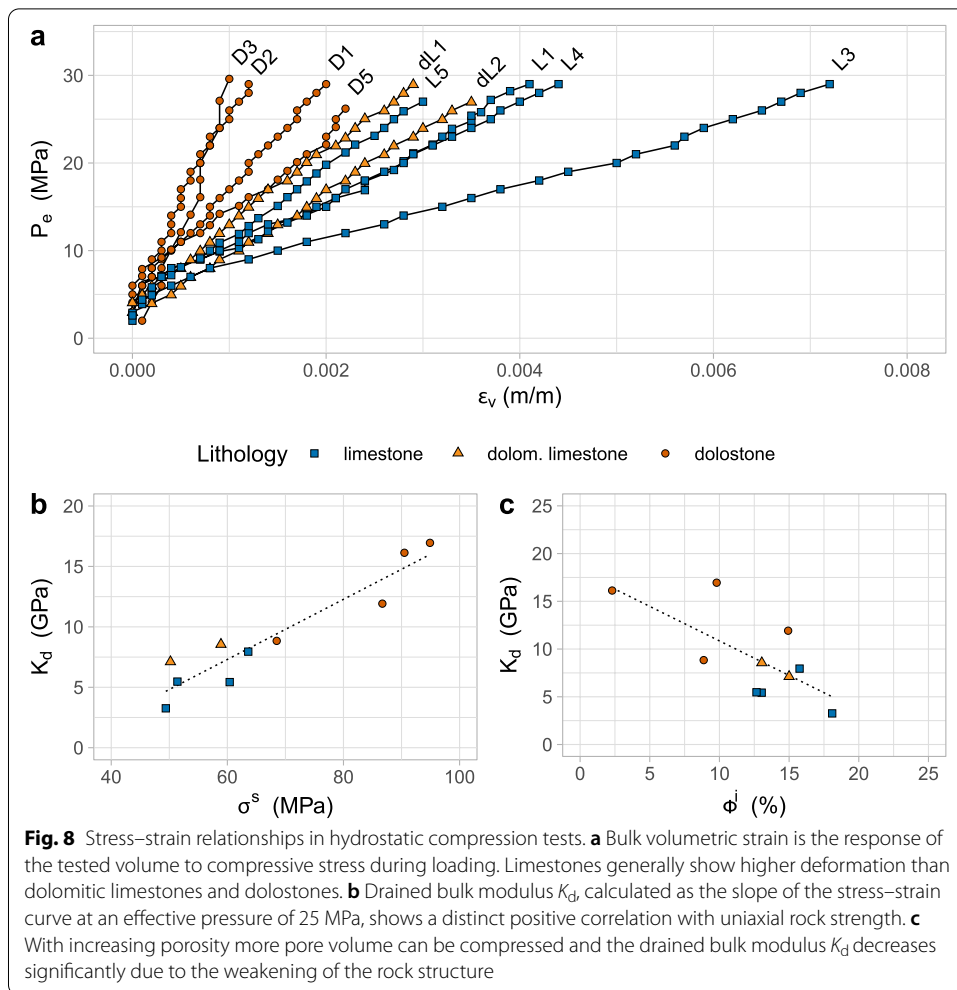 a
D3
D2
D1
D5
dL1
L5
dL2
L1
L4
L3
30
20
10
0
Pe (MPa)
0.000 0.002 0.004 0.006 0.008
εv (m/m)
Lithology limestone dolom. limestone dolostone
b
20
15
10
5
0
Kd (GPa)
40 60 80 100
σs (MPa)
c
25
20
15
10
5
0
Kd (GPa)
0 5 10 15 20 25
Φi (%)
Fig. 8 Stress–strain relationships in hydrostatic compression tests. a Bulk volumetric strain is the response of
the tested volume to compressive stress during loading. Limestones generally show higher deformation than
dolomitic limestones and dolostones. b Drained bulk modulus Kd, calculated as the slope of the stress–strain
curve at an effective pressure of 25 MPa, shows a distinct positive correlation with uniaxial rock strength. c
With increasing porosity more pore volume can be compressed and the drained bulk modulus Kd decreases
significantly due to the weakening of the rock structure